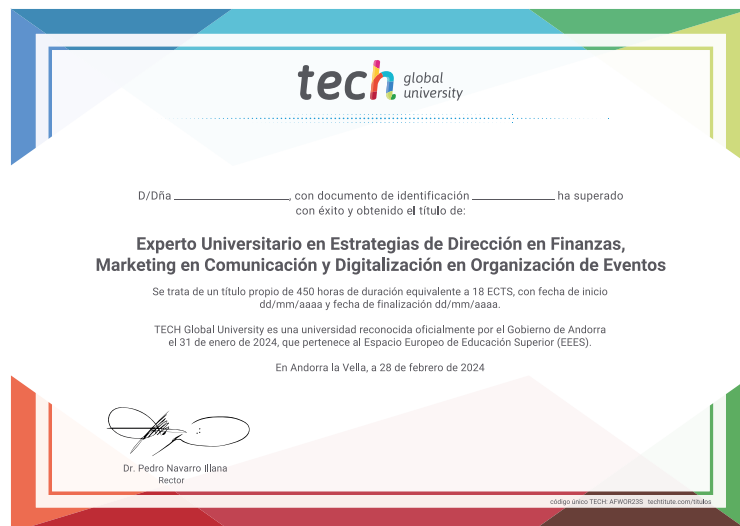 tech global
university
D/Dña ____________________, con documento de identificación ______________ ha superado
con éxito y obtenido el título de:
Experto Universitario en Estrategias de Dirección en Finanzas,
Marketing en Comunicación y Digitalización en Organización de Eventos
Se trata de un título propio de 450 horas de duración equivalente a 18 ECTS, con fecha de inicio
dd/mm/aaaa y fecha de finalización dd/mm/aaaa.
TECH Global University es una universidad reconocida oficialmente por el Gobierno de Andorra
el 31 de enero de 2024, que pertenece al Espacio Europeo de Educación Superior (EEES).
En Andorra la Vella, a 28 de febrero de 2024
Dr. Pedro Navarro Illana
Rector
código único TECH: AFWOR23S techtitute.com/titulos